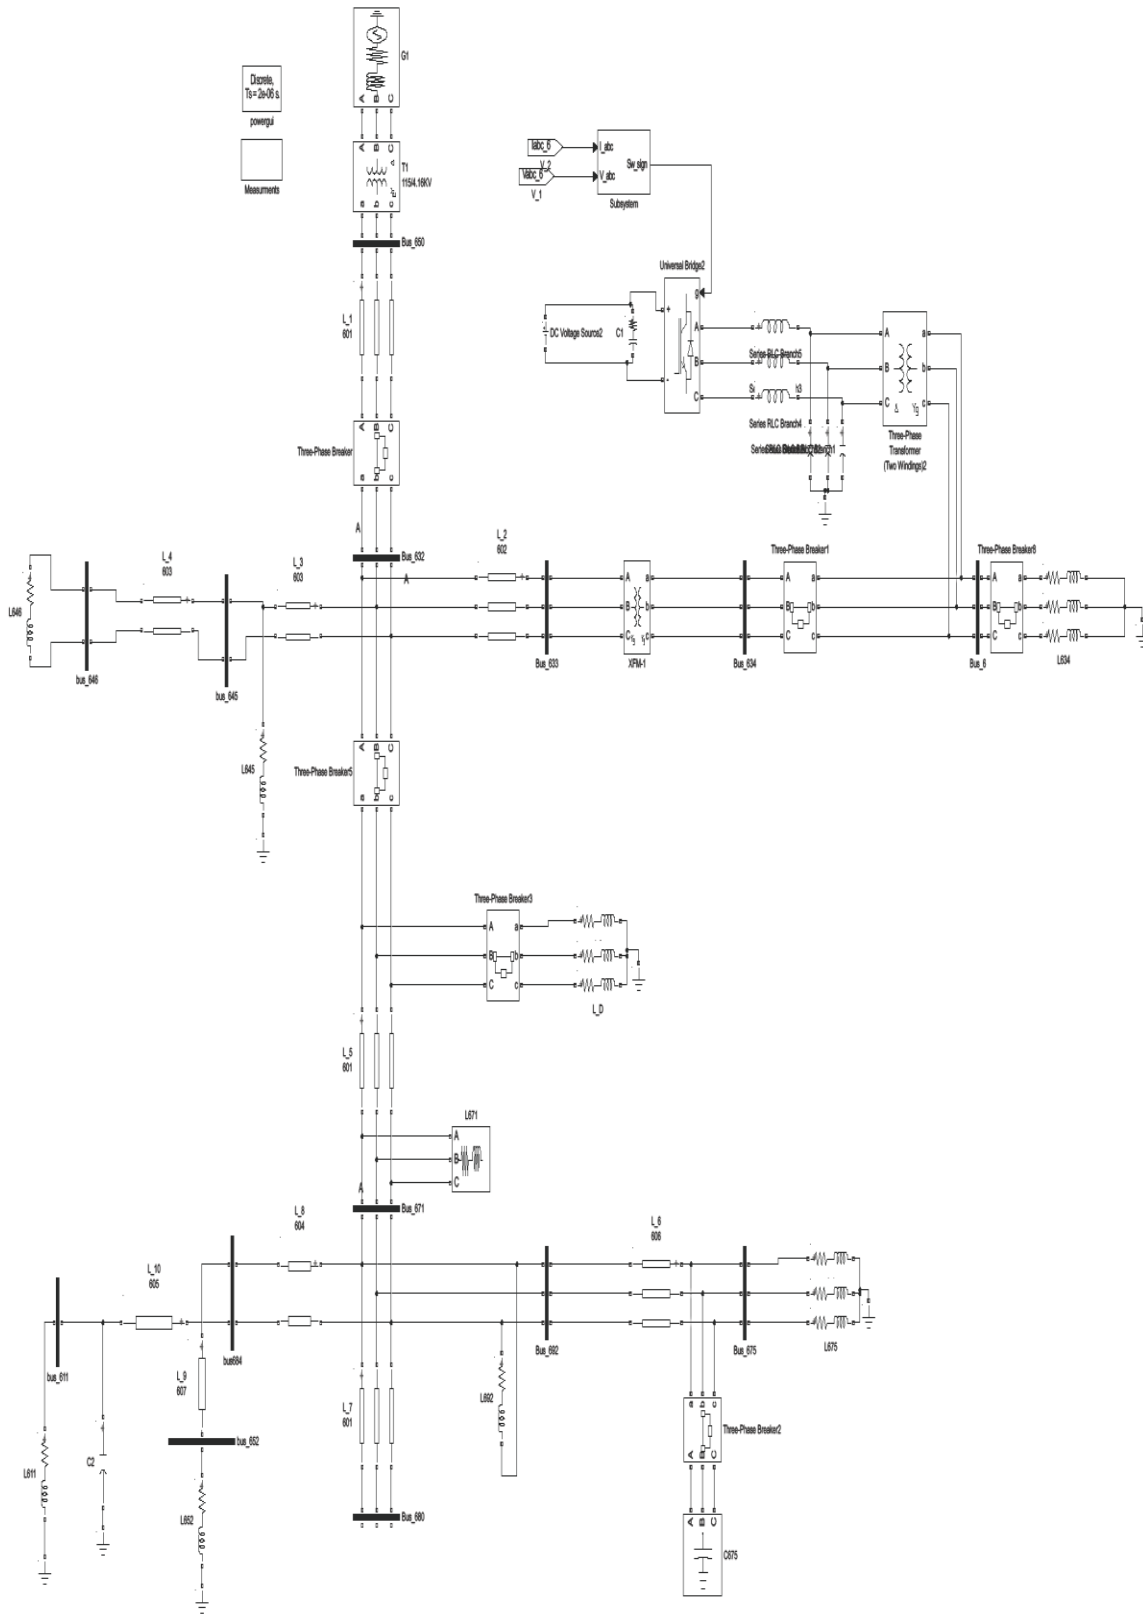 G1
A B C
Discrete,
Ts = 2e-06 s.
powergui
A B C
T1
115/4.16KV
a b c
Measurments
Iabc_6
V_2
Vabc_6
V_1
I_abc
V_abc
Sw_sign
Subsystem
Bus_650
Universal Bridge2
g
+
-
A
B
C
DC Voltage Source2
C1
L_1
601
Series RLC Branch5
h3
Series RLC Branch4
A
B
C
a
b
c
Δ
Yg
Three-Phase
Transformer
(Two Windings)2
A B C
Three-Phase Breaker
a b c
A
Bus_632
A
L_4
603
L_3
603
L_2
602
Three-Phase Breaker1
Three-Phase Breaker6
L646
bus_646
bus_645
Bus_633
A
B
C
a
b
c
XFM-1
Bus_634
A
B
C
a
b
c
Bus_6
A
B
C
a
b
c
L634
L645
A B C
Three-Phase Breaker5
a b c
Three-Phase Breaker3
A
B
C
a
b
c
L_D
L_5
601
L671
A
B
C
A
Bus_671
L_8
604
L_6
606
L_10
605
bus_611
bus684
Bus_692
Bus_675
L675
L_9
607
L_7
601
L692
bus_652
a b c
Three-Phase Breaker2
A B C
L611
C2
L652
Bus_680
A B C
C675